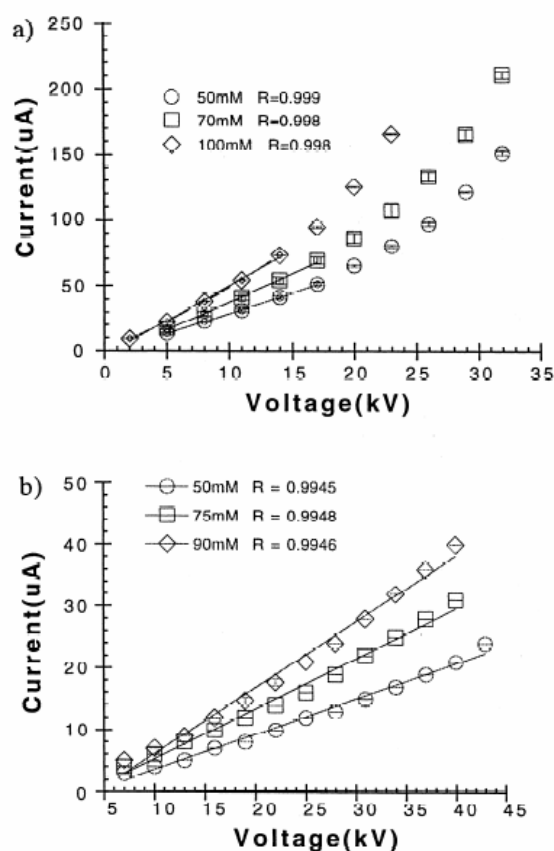 a)
250
200
150
100
50
0
Current(uA)
50mM R=0.999
70mM R=0.998
100mM R=0.998
0 5 10 15 20 25 30 35
Voltage(kV)
b)
50
40
30
20
10
0
Current(uA)
50mM R = 0.9945
75mM R = 0.9948
90mM R = 0.9946
5 10 15 20 25 30 35 40 45
Voltage(kV)